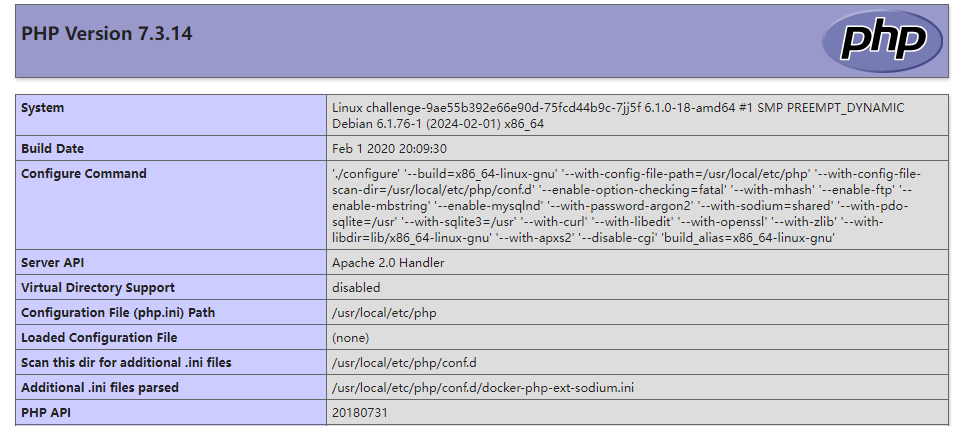 PHP Version 7.3.14
php
System
Linux challenge-9ae55b392e66e90d-75fcd44b9c-7jj5f 6.1.0-18-amd64 #1 SMP PREEMPT_DYNAMIC
Debian 6.1.76-1 (2024-02-01) x86_64
Build Date
Feb 1 2020 20:09:30
Configure Command
'./configure' '--build=x86_64-linux-gnu' '--with-config-file-path=/usr/local/etc/php' '--with-config-file-
scan-dir=/usr/local/etc/php/conf.d' '--enable-option-checking=fatal' '--with-mhash' '--enable-ftp' '--
enable-mbstring' '--enable-mysqlnd' '--with-password-argon2' '--with-sodium=shared' '--with-pdo-
sqlite=/usr' '--with-sqlite3=/usr' '--with-curl' '--with-libedit' '--with-openssl' '--with-zlib' '--with-
libdir=lib/x86_64-linux-gnu' '--with-apxs2' '--disable-cgi' 'build_alias=x86_64-linux-gnu'
Server API
Apache 2.0 Handler
Virtual Directory Support
disabled
Configuration File (php.ini) Path
/usr/local/etc/php
Loaded Configuration File
(none)
Scan this dir for additional .ini files
/usr/local/etc/php/conf.d
Additional .ini files parsed
/usr/local/etc/php/conf.d/docker-php-ext-sodium.ini
PHP API
20180731